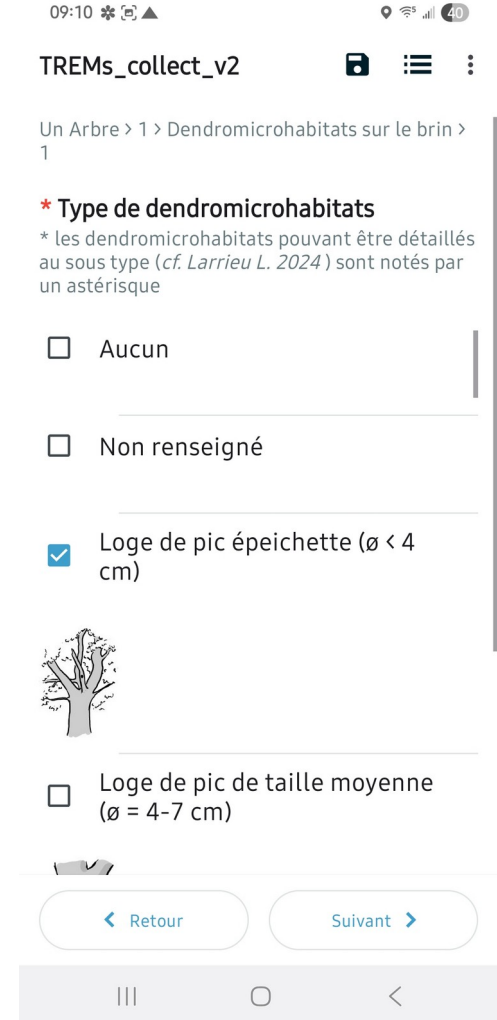 09:10
40
TREMs_collect_v2
Un Arbre > 1 > Dendromicrohabitats sur le brin >
1
* Type de dendromicrohabitats
* les dendromicrohabitats pouvant être détaillés
au sous type (cf. Larrieu L. 2024 ) sont notés par
un astérisque
Aucun
Non renseigné
Loge de pic épeichette (ø < 4
cm)
Loge de pic de taille moyenne
(ø = 4-7 cm)
Retour
Suivant